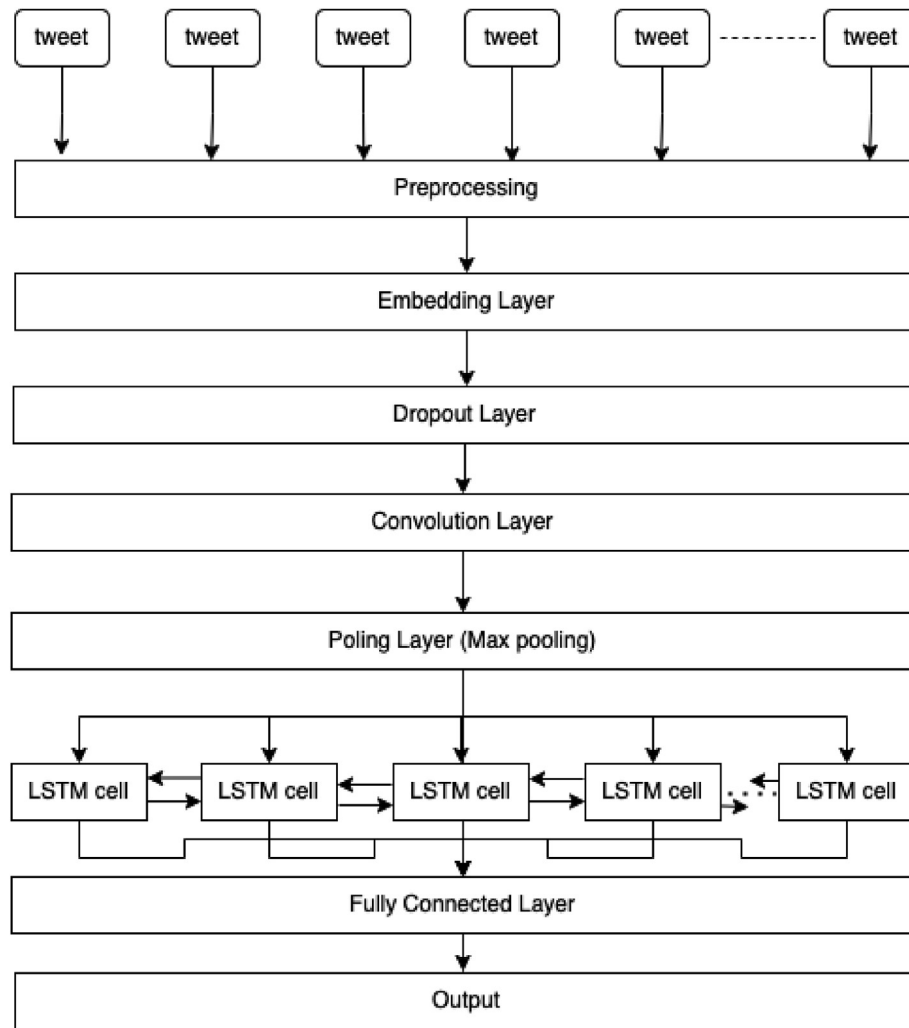 tweet tweet tweet tweet tweet tweet
Preprocessing
Embedding Layer
Dropout Layer
Convolution Layer
Poling Layer (Max pooling)
LSTM cell LSTM cell LSTM cell LSTM cell LSTM cell
Fully Connected Layer
Output